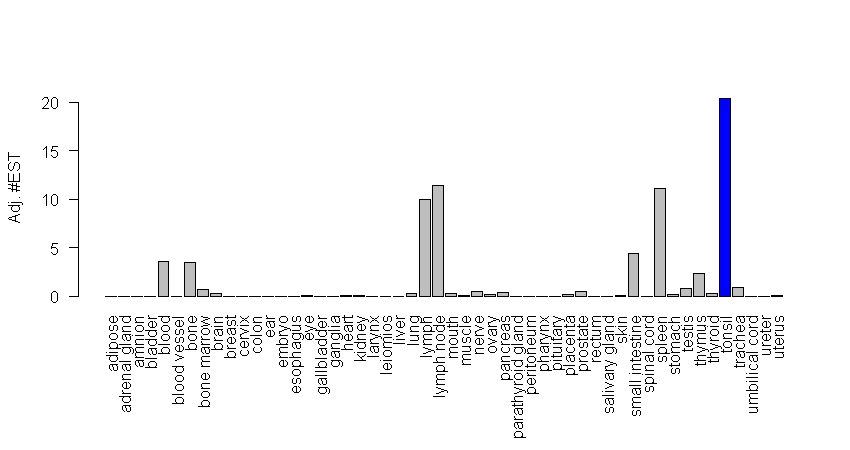 Adj. #EST
20
15
10
5
0
adipose
adrenal gland
amnion
bladder
blood
blood vessel
bone
bone marrow
brain
breast
cervix
colon
ear
embryo
esophagus
eye
gallbladder
ganglia
heart
kidney
larynx
leiomios
liver
lung
lymph
lymph node
mouth
muscle
nerve
ovary
pancreas
parathyroid gland
peritoneum
pharynx
pituitary
placenta
prostate
rectum
salivary gland
skin
small intestine
spinal cord
spleen
stomach
testis
thymus
thyroid
tonsil
trachea
umbilical cord
ureter
uterus